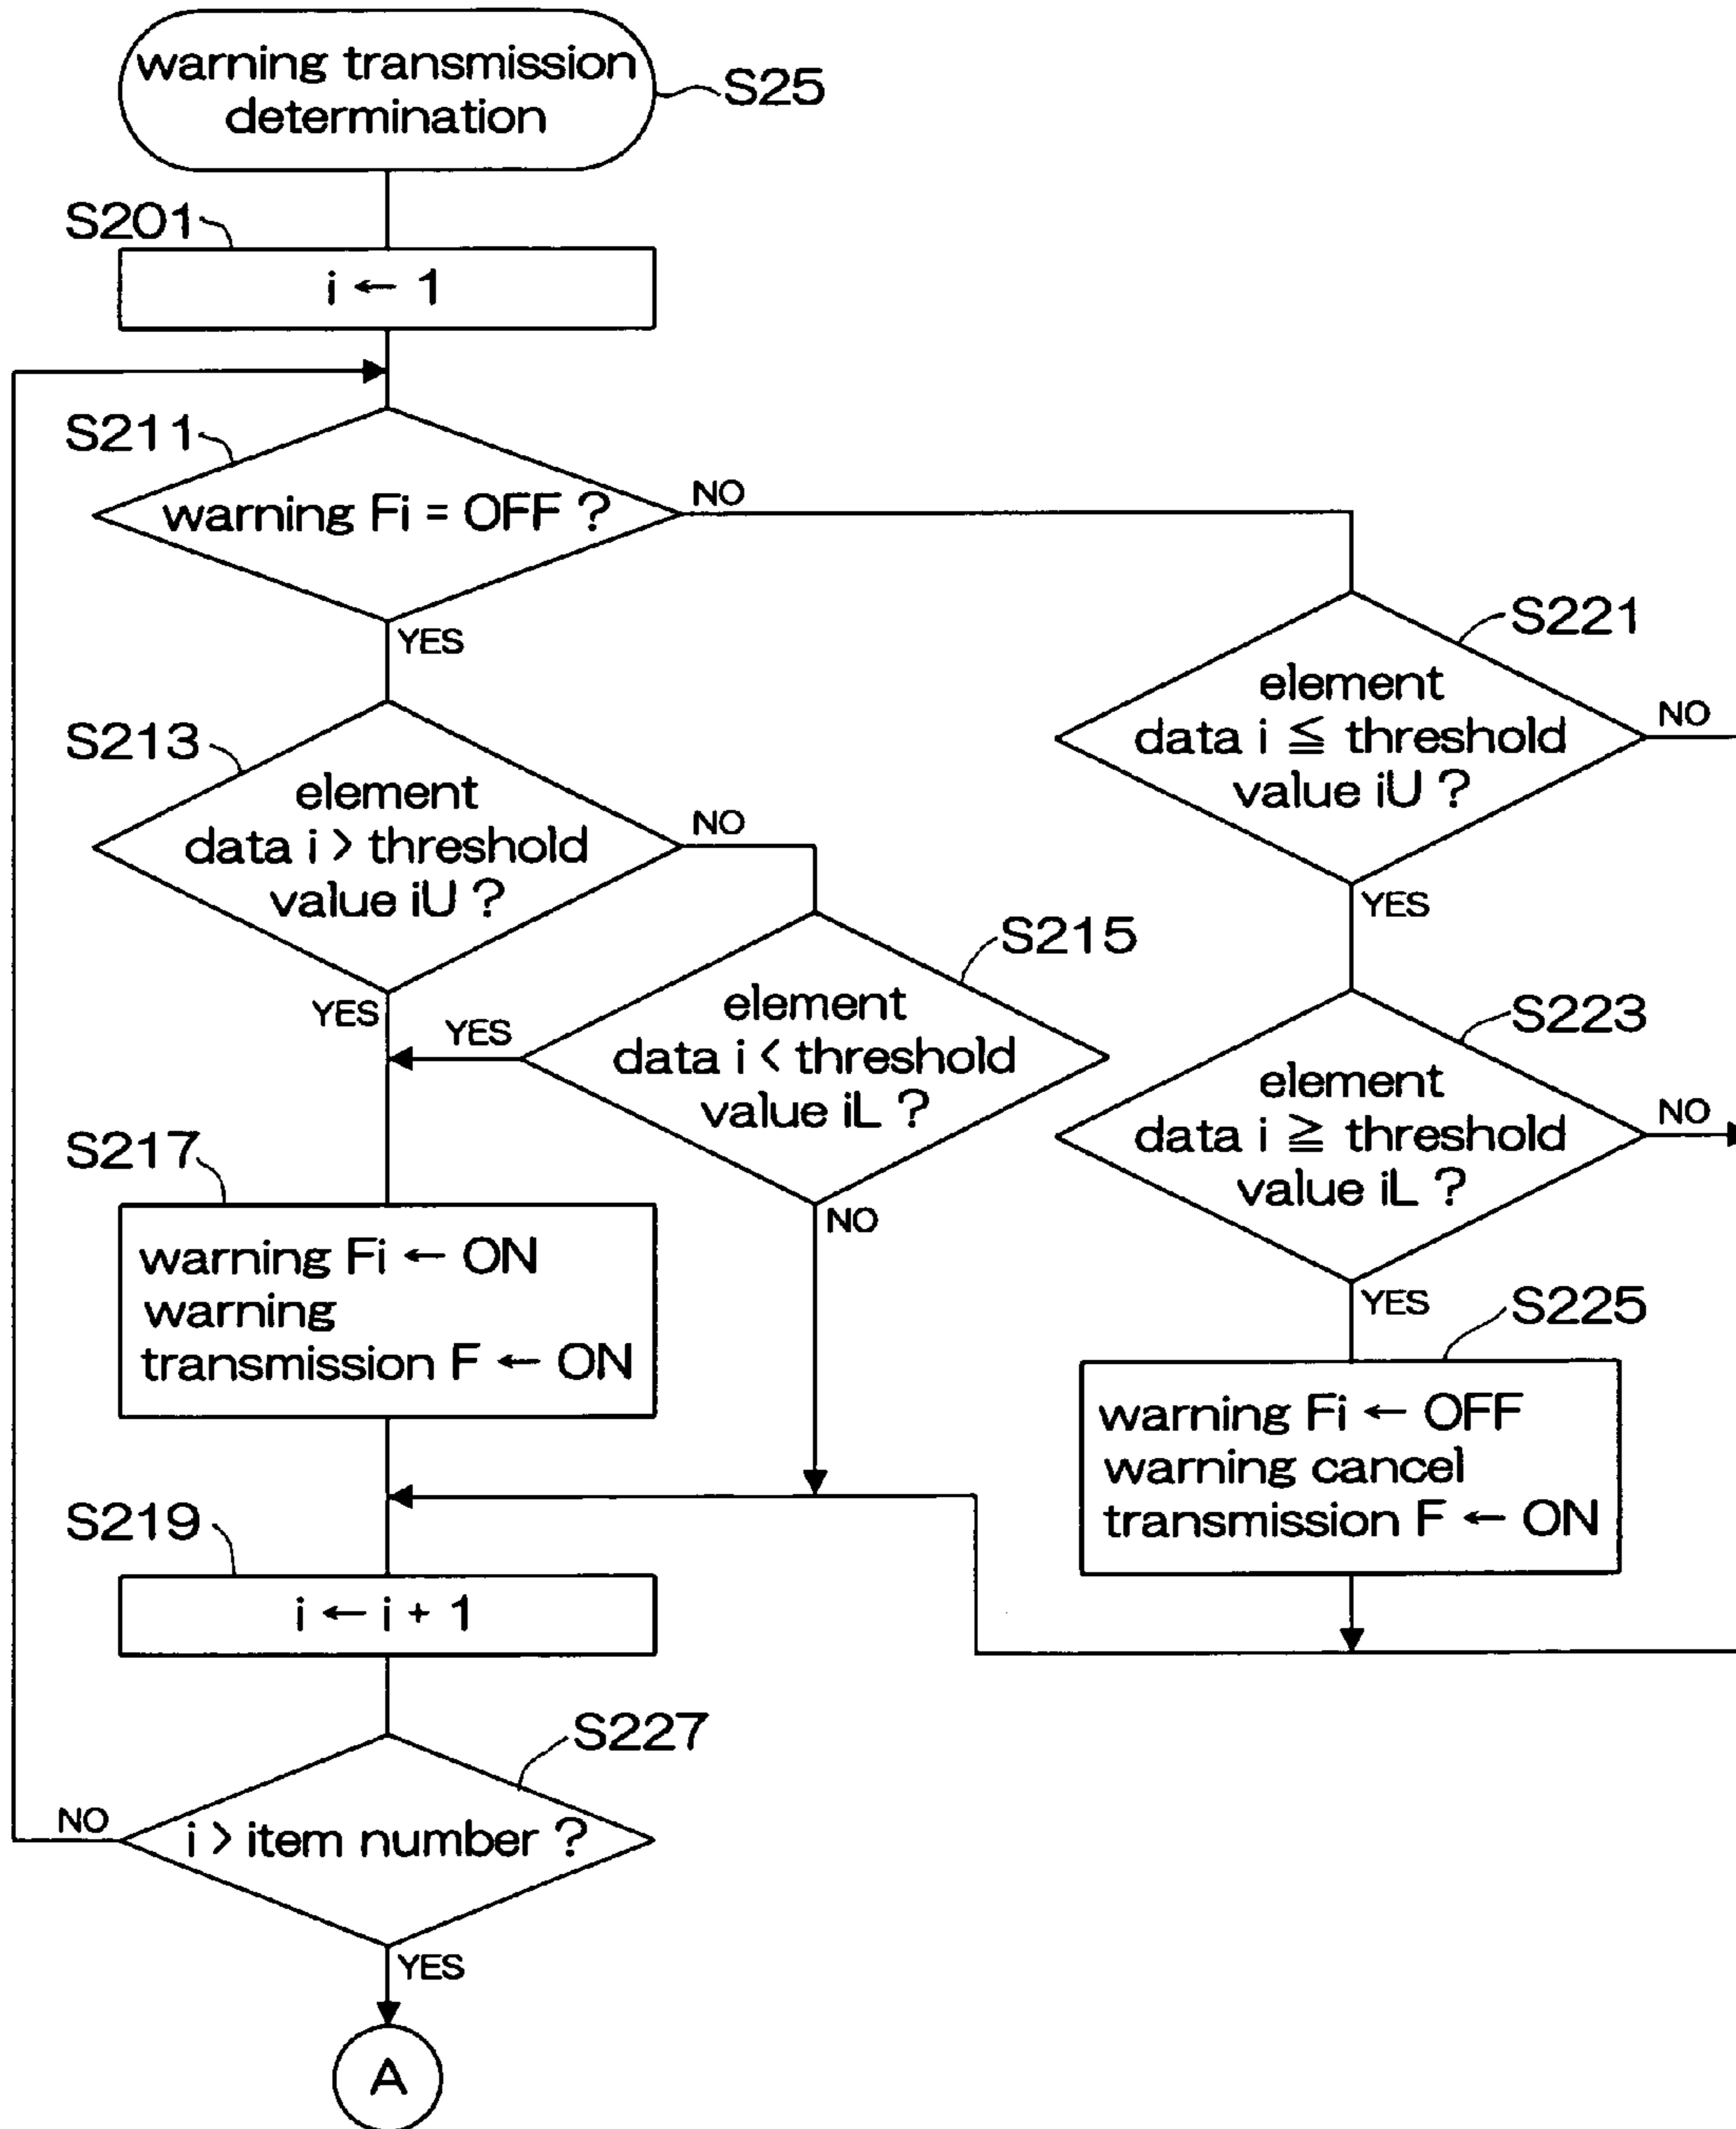 warning transmission
determination
S25
S201
i ← 1
S211
warning Fi = OFF ?
NO
YES
S221
element
data i ≦ threshold
value iU ?
NO
YES
S213
element
data i > threshold
value iU ?
NO
YES
S215
element
data i < threshold
value iL ?
YES
NO
S223
element
data i ≧ threshold
value iL ?
NO
YES
S217
warning Fi ← ON
warning
transmission F ← ON
S225
warning Fi ← OFF
warning cancel
transmission F ← ON
S219
i ← i + 1
S227
i > item number ?
NO
YES
A